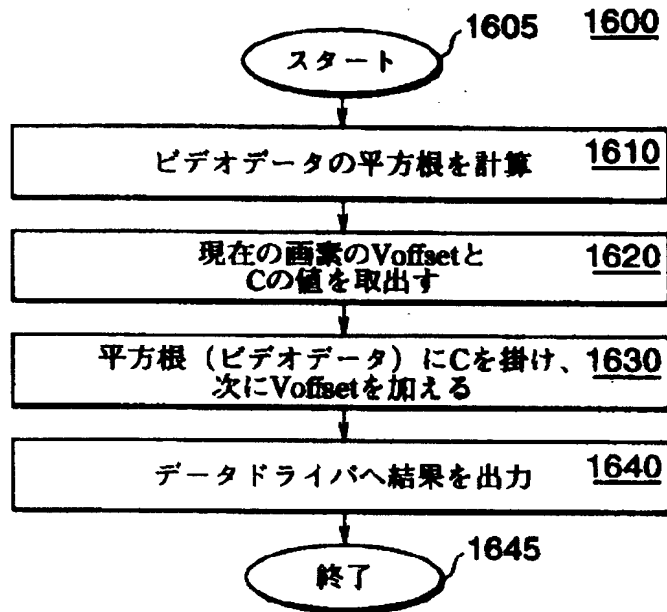 1605
1600
スタート
ビデオデータの平方根を計算
1610
現在の画素のVoffsetと
Cの値を取出す
1620
平方根（ビデオデータ）にCを掛け、
次にVoffsetを加える
1630
データドライバへ結果を出力
1640
1645
終了